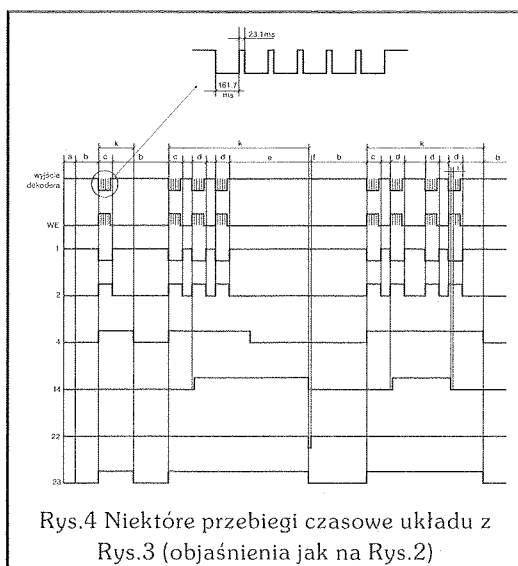 23.1ms
161.7
ms
k k k
a b c b c d d e f b c d d d b
wyjście
dekodera
WE
1
2
4
14
22
23
Rys.4 Niektóre przebiegi czasowe układu z
Rys.3 (objaśnienia jak na Rys.2)